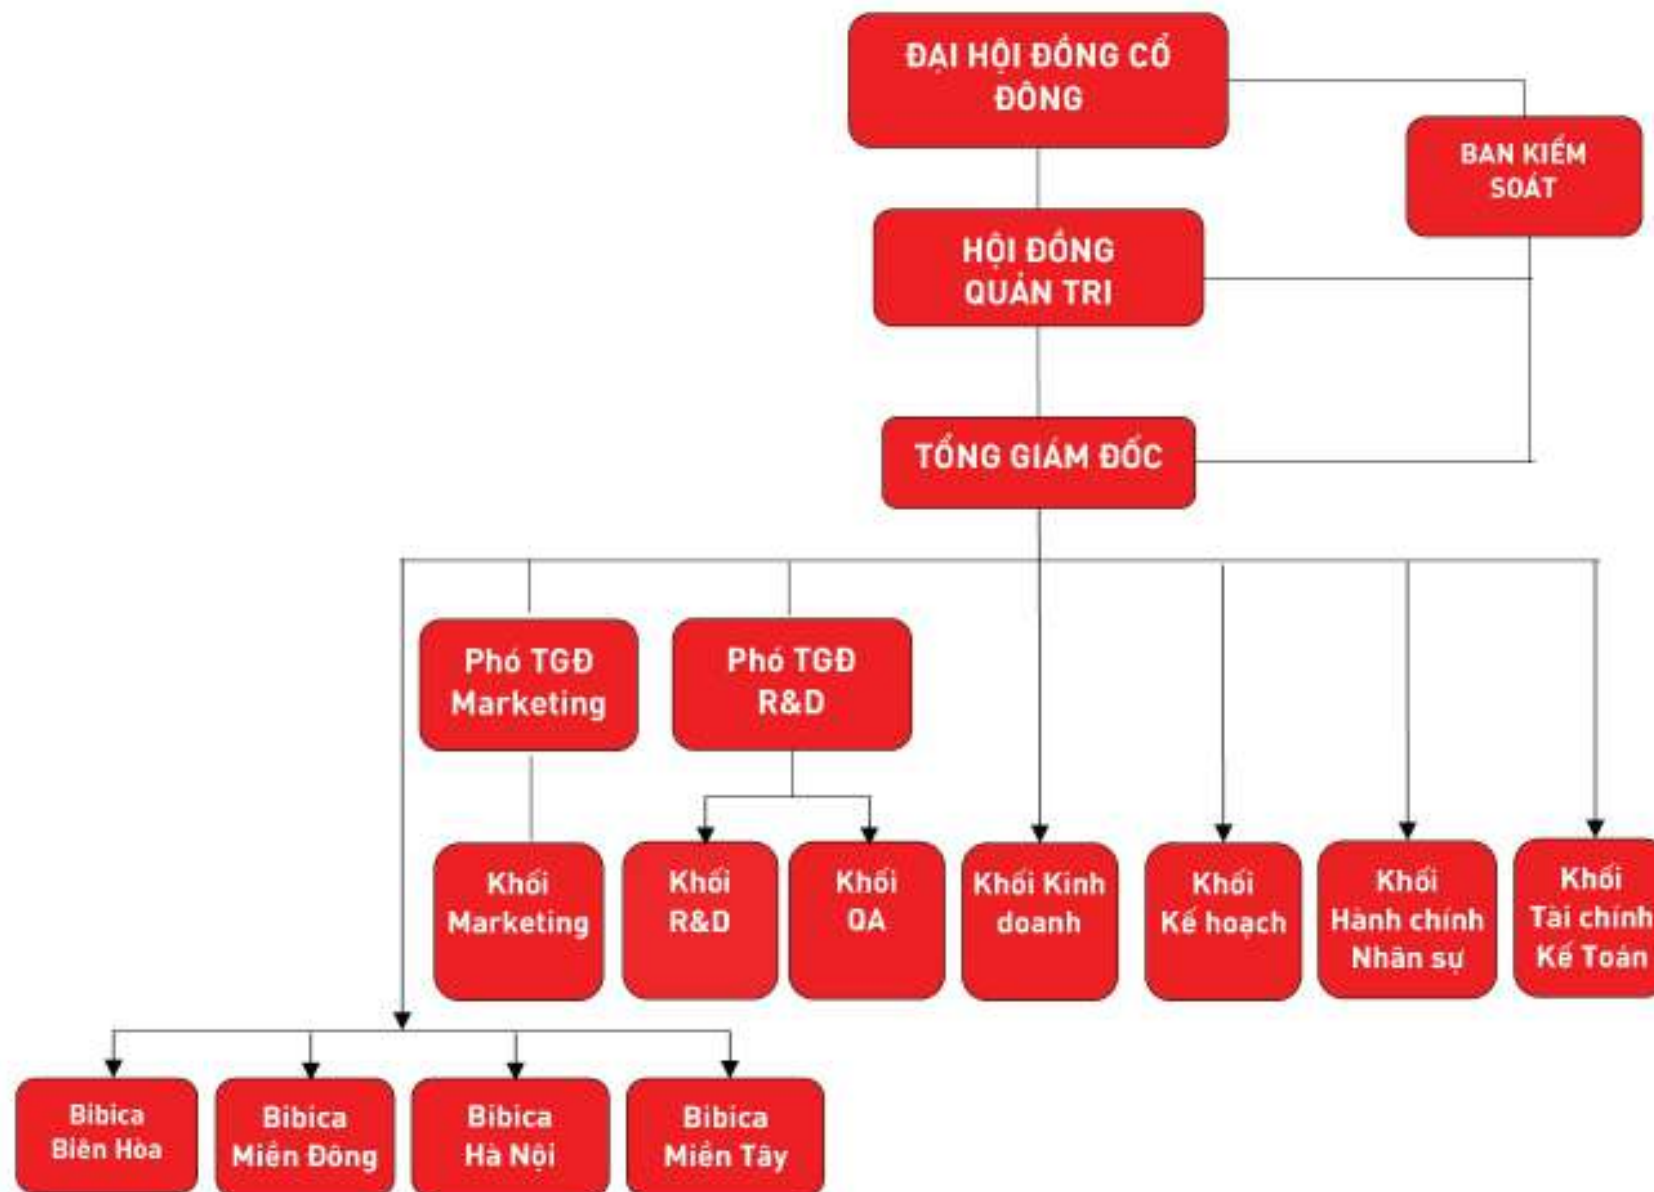 ĐẠI HỘI ĐỒNG CỔ
ĐÔNG
BAN KIỂM
SOÁT
HỘI ĐỒNG
QUẢN TRI
TỔNG GIÁM ĐỐC
Phó TGĐ
Marketing
Phó TGĐ
R&D
Khối
Marketing
Khối
R&D
Khối
QA
Khối Kinh
doanh
Khối
Kế hoạch
Khối
Hành chính
Nhân sự
Khối
Tài chính
Kế Toán
Bibica
Biên Hòa
Bibica
Miền Đông
Bibica
Hà Nội
Bibica
Miền Tây